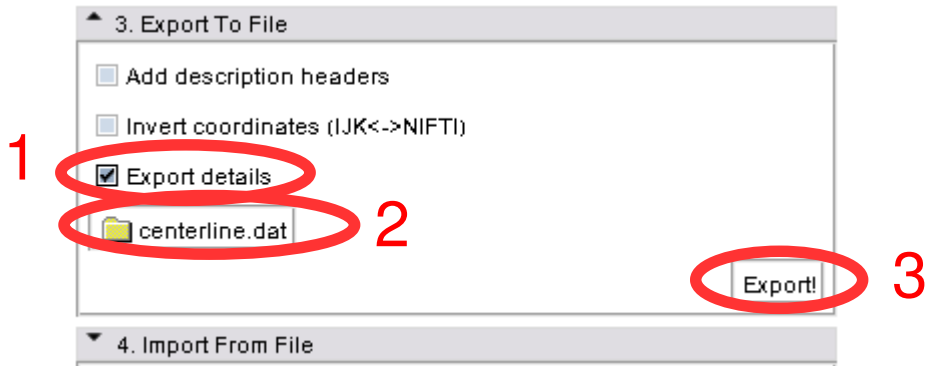 3. Export To File
Add description headers
Invert coordinates (IJK<->NIFTI)
1
Export details
centerline.dat
2
Export!
3
4. Import From File